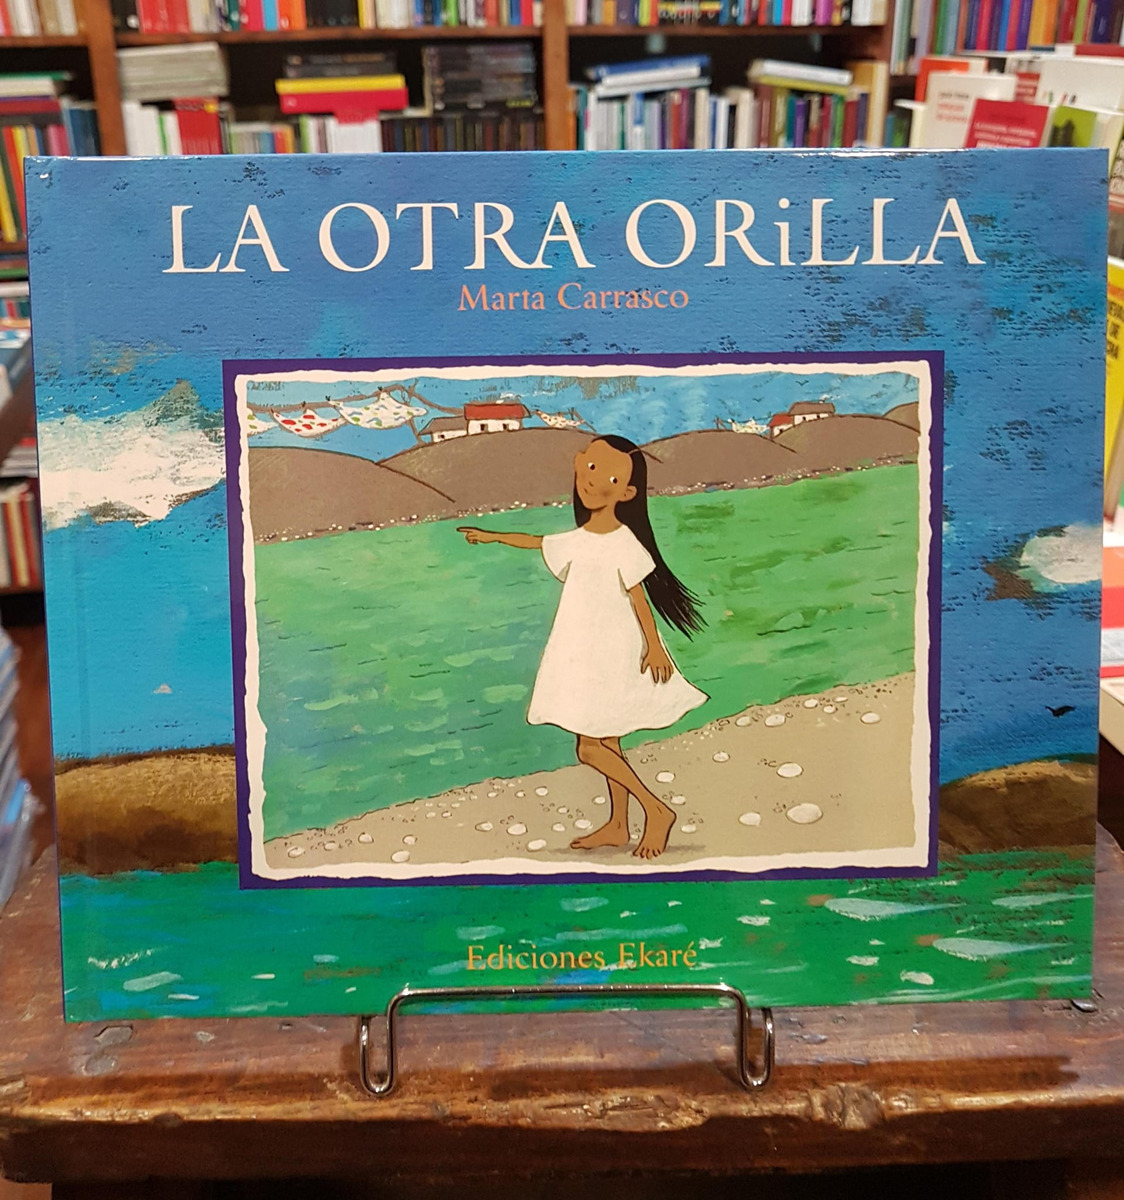 LA OTRA ORiLLA
Marta Carrasco
Ediciones Ekaré